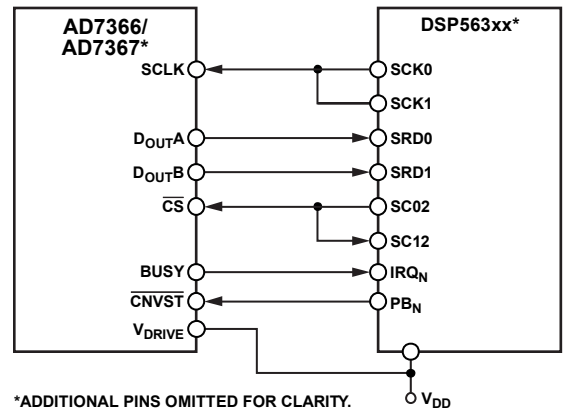 AD7366/
AD7367*
DSP563xx*
SCLK
SCK0
SCK1
DOUTA
SRD0
DOUTB
SRD1
CS
SC02
SC12
BUSY
IRQN
CNVST
PBN
VDRIVE
*ADDITIONAL PINS OMITTED FOR CLARITY.
VDD